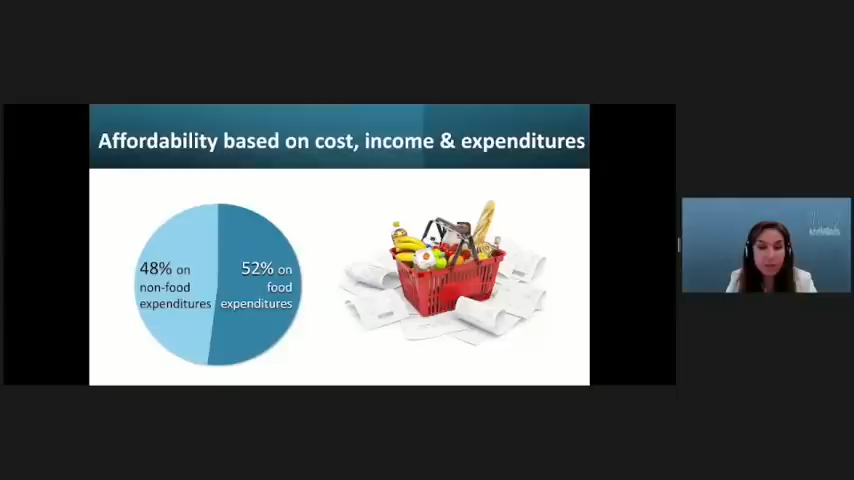 Affordability based on cost, income & expenditures
48% on
non-food
expenditures
52% on
food
expenditures